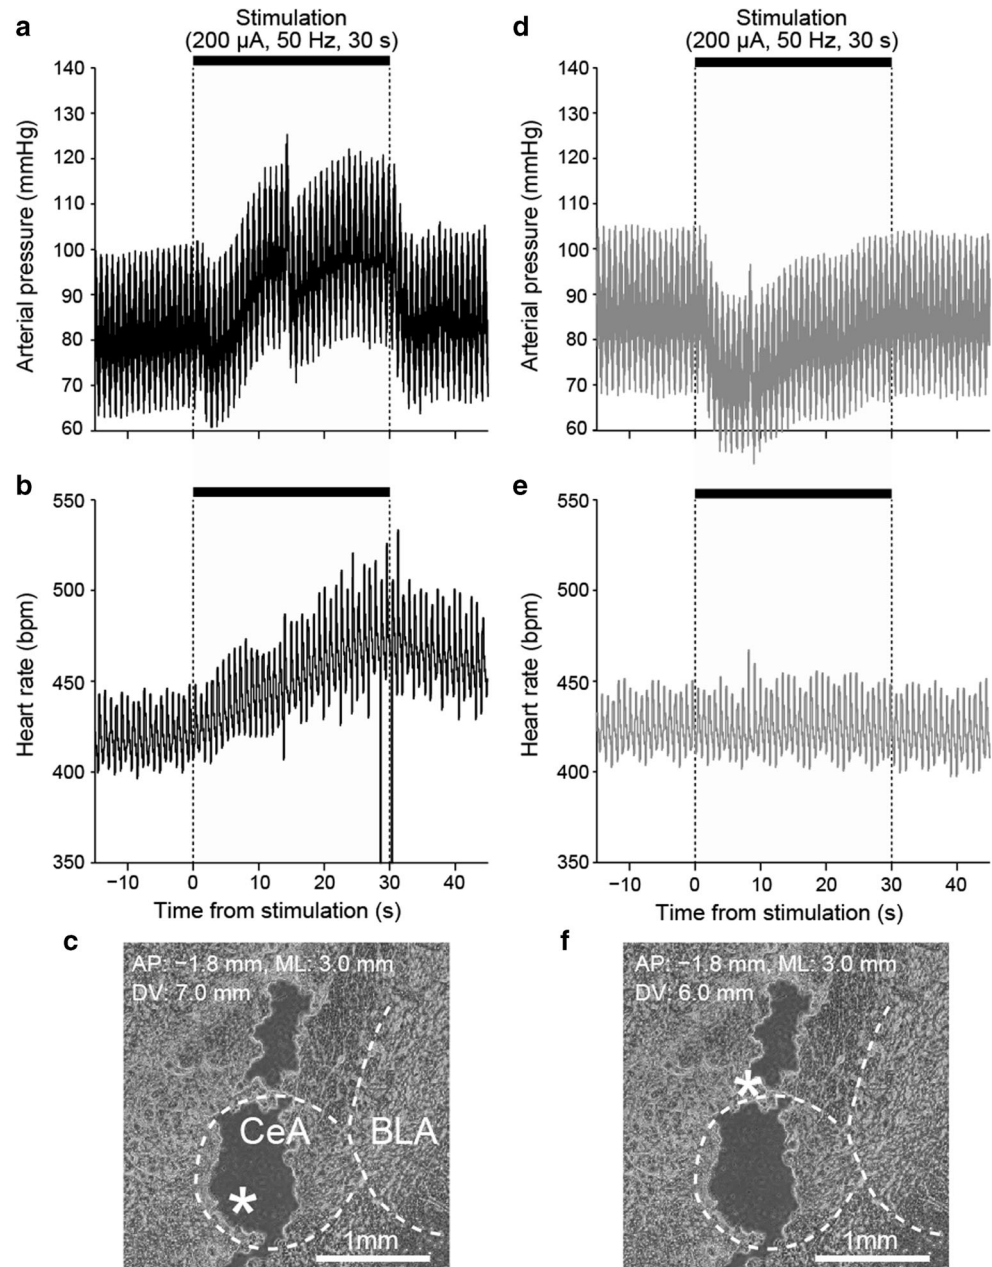 a
Stimulation
(200 µA, 50 Hz, 30 s)
140
130
120
110
100
90
80
70
60
Arterial pressure (mmHg)
b
550
500
450
400
350
Heart rate (bpm)
−10 0 10 20 30 40
Time from stimulation (s)
c
AP: −1.8 mm, ML: 3.0 mm
DV: 7.0 mm
CeA BLA
*
1mm
d
Stimulation
(200 µA, 50 Hz, 30 s)
140
130
120
110
100
90
80
70
60
Arterial pressure (mmHg)
e
550
500
450
400
350
Heart rate (bpm)
−10 0 10 20 30 40
Time from stimulation (s)
f
AP: −1.8 mm, ML: 3.0 mm
DV: 6.0 mm
*
1mm